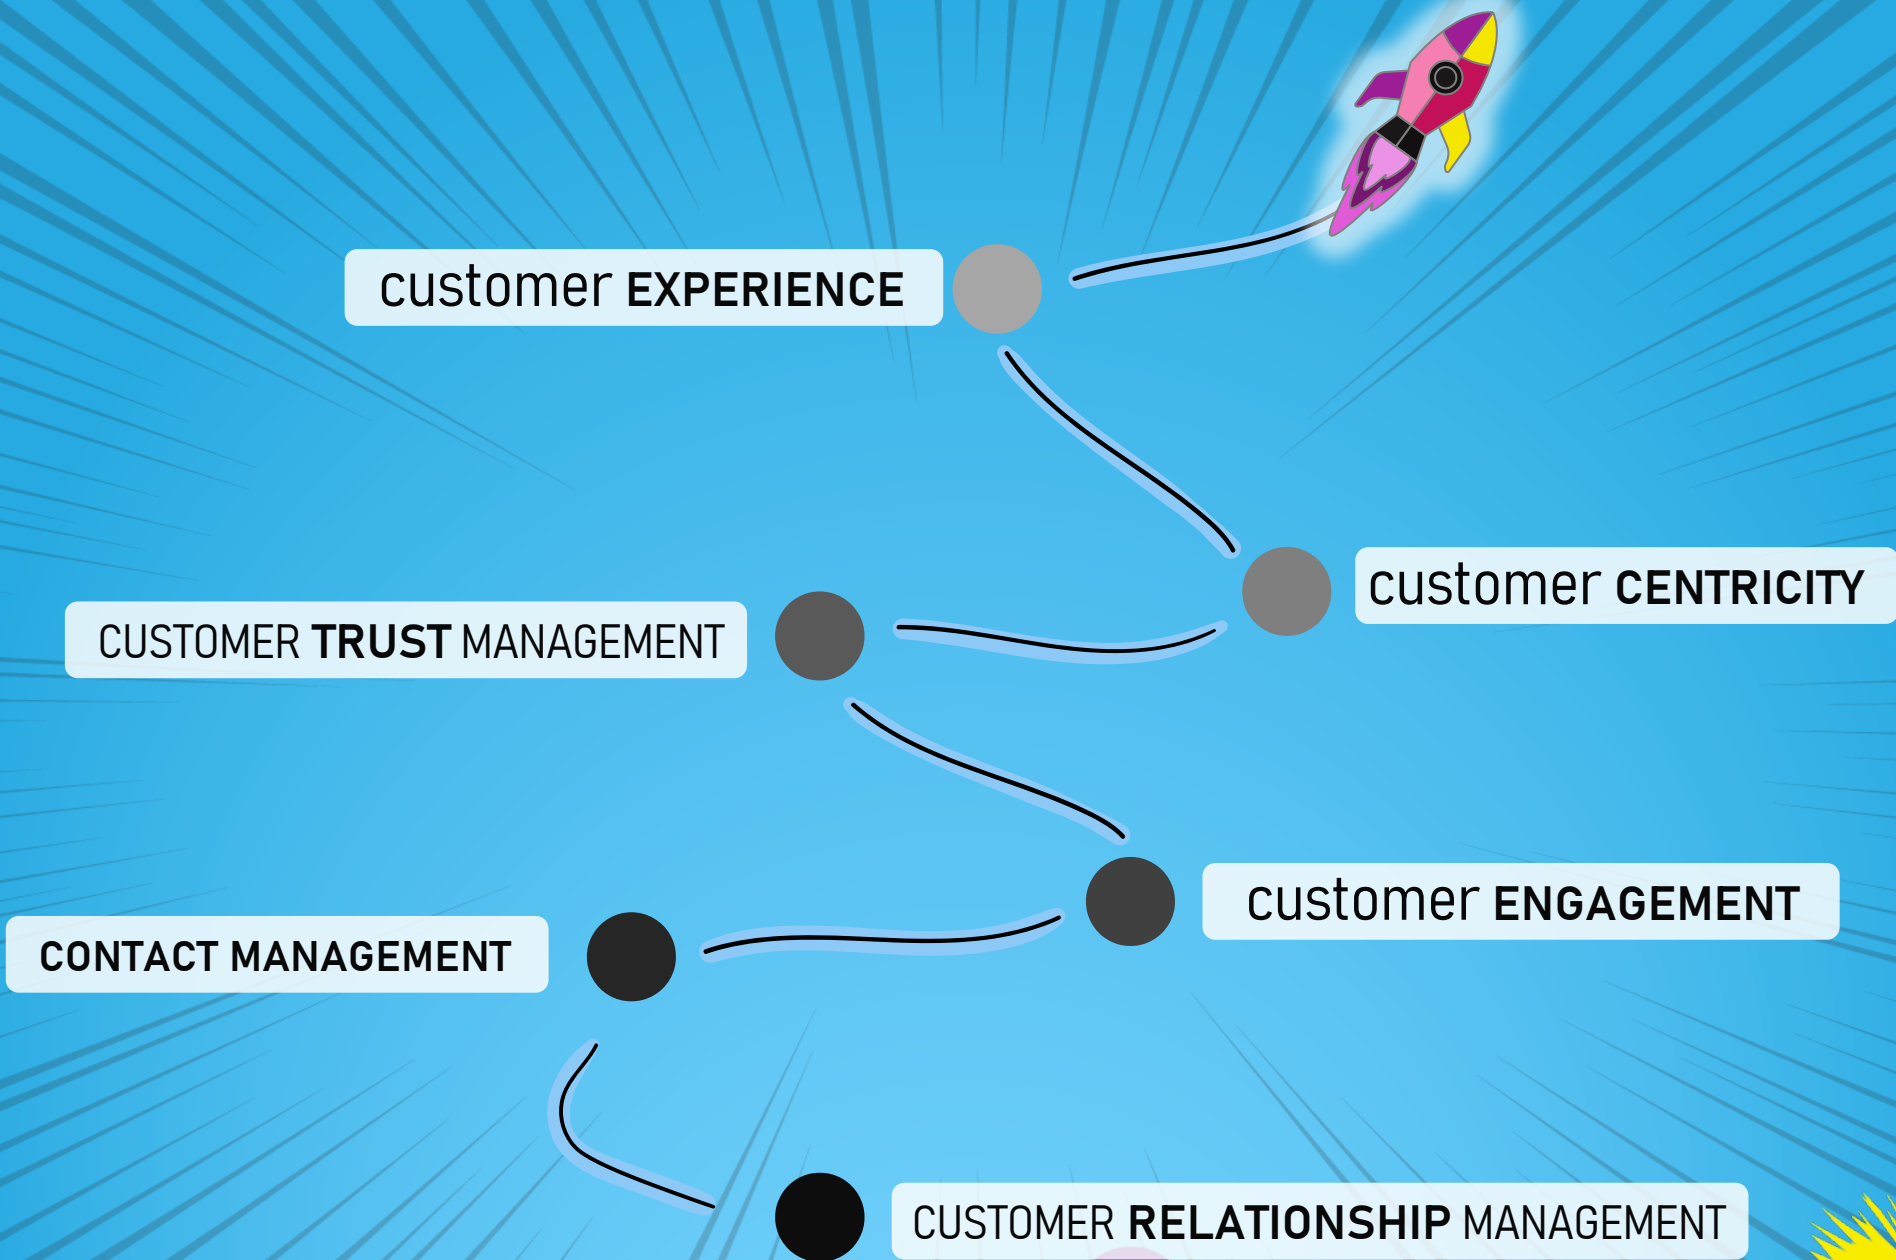 customer EXPERIENCE
customer CENTRICITY
CUSTOMER TRUST MANAGEMENT
customer ENGAGEMENT
CONTACT MANAGEMENT
CUSTOMER RELATIONSHIP MANAGEMENT